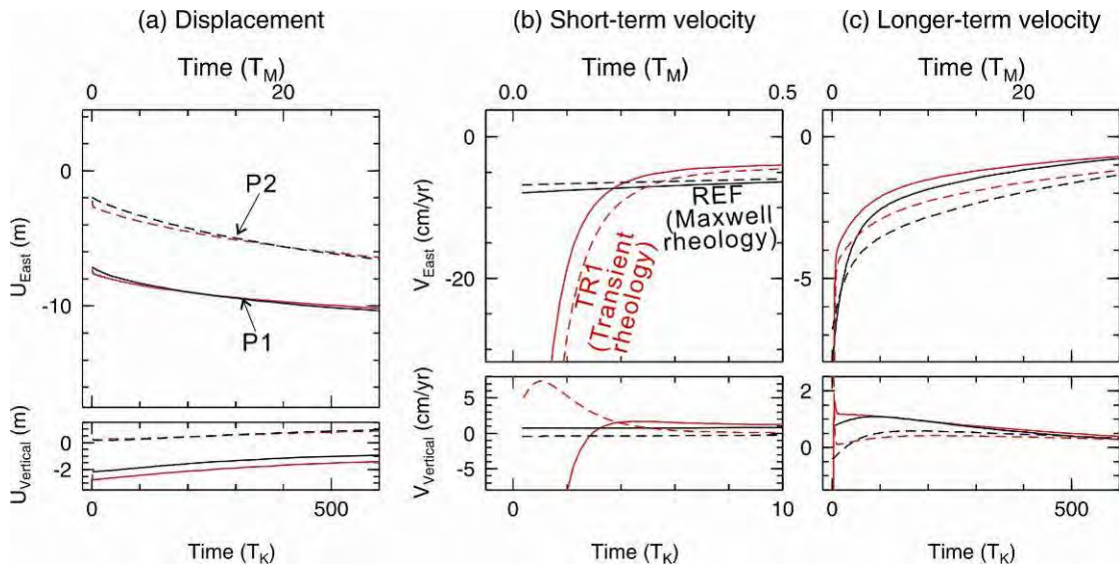 (a) Displacement
(b) Short-term velocity
(c) Longer-term velocity
Time (TM)
Time (TM)
Time (TM)
0 20
0.0 0.5
0 20
0
-10
UEast (m)
P2
P1
0
-20
VEast (cm/yr)
REF
(Maxwell
rheology)
TR1
(Transient
rheology)
0
-5
0
-2
UVertical (m)
5
0
-5
VVertical (cm/yr)
2
0
0 500
0 10
0 500
Time (TK)
Time (TK)
Time (TK)